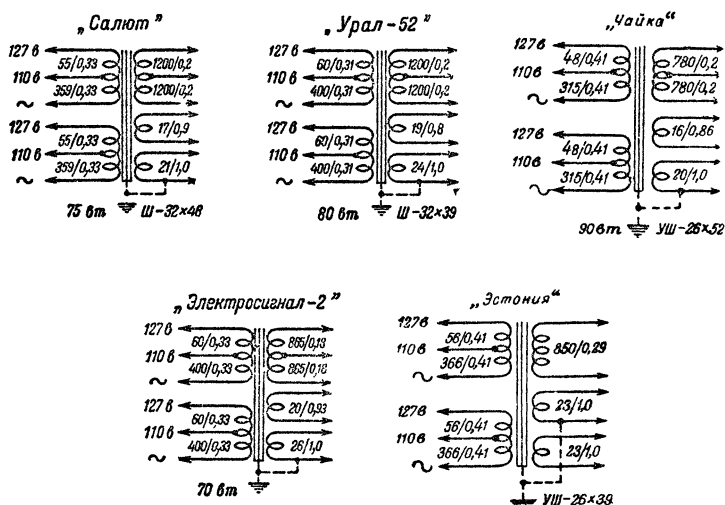 „Салют"
127 в
55/0,33
1200/0,2
110 в
359/0,33
1200/0,2
~
127 в
17/0,9
55/0,33
110 в
359/0,33
21/1,0
~
75 вт
Ш-32×48
„Урал-52"
127 в
60/0,31
1200/0,2
110 в
400/0,31
1200/0,2
~
127 в
19/0,8
60/0,31
110 в
400/0,31
24/1,0
~
80 вт
Ш-32×39
„Чайка"
127 в
48/0,41
780/0,2
110 в
315/0,41
780/0,2
~
127 в
16/0,86
48/0,41
110 в
315/0,41
20/1,0
~
90 вт
УШ-26×52
„Электросигнал-2"
127 в
60/0,33
865/0,18
110 в
400/0,33
865/0,18
~
127 в
20/0,93
60/0,33
110 в
400/0,33
26/1,0
~
70 вт
„Эстония"
127 в
56/0,41
850/0,29
110 в
366/0,41
~
127 в
23/1,0
56/0,41
110 в
366/0,41
23/1,0
~
УШ-26×39